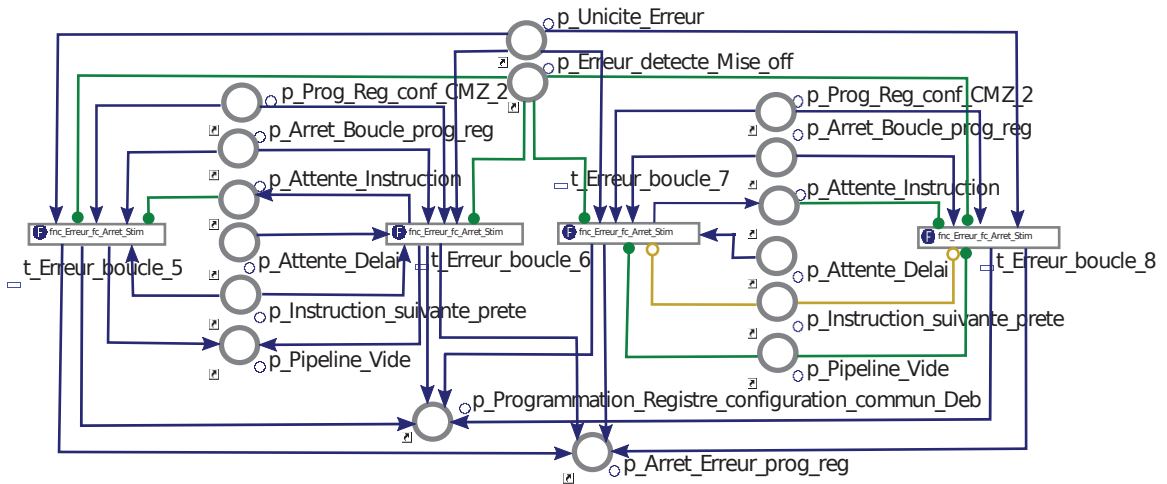 p_Unicite_Erreur
p_Erreur_detecte_Mise_off
p_Prog_Reg_conf_CMZ_2
p_Prog_Reg_conf_CMZ_2
p_Arret_Boucle_prog_reg
p_Arret_Boucle_prog_reg
p_Attente_Instruction
t_Erreur_boucle_7
p_Attente_Instruction
F fnc_Erreur_fc_Arret_Stim
F fnc_Erreur_fc_Arret_Stim
F fnc_Erreur_fc_Arret_Stim
F fnc_Erreur_fc_Arret_Stim
t_Erreur_boucle_5
p_Attente_Delai
t_Erreur_boucle_6
p_Attente_Delai
t_Erreur_boucle_8
p_Instruction_suivante_prete
p_Instruction_suivante_prete
p_Pipeline_Vide
p_Pipeline_Vide
p_Programmation_Registre_configuration_commun_Deb
p_Arret_Erreur_prog_reg